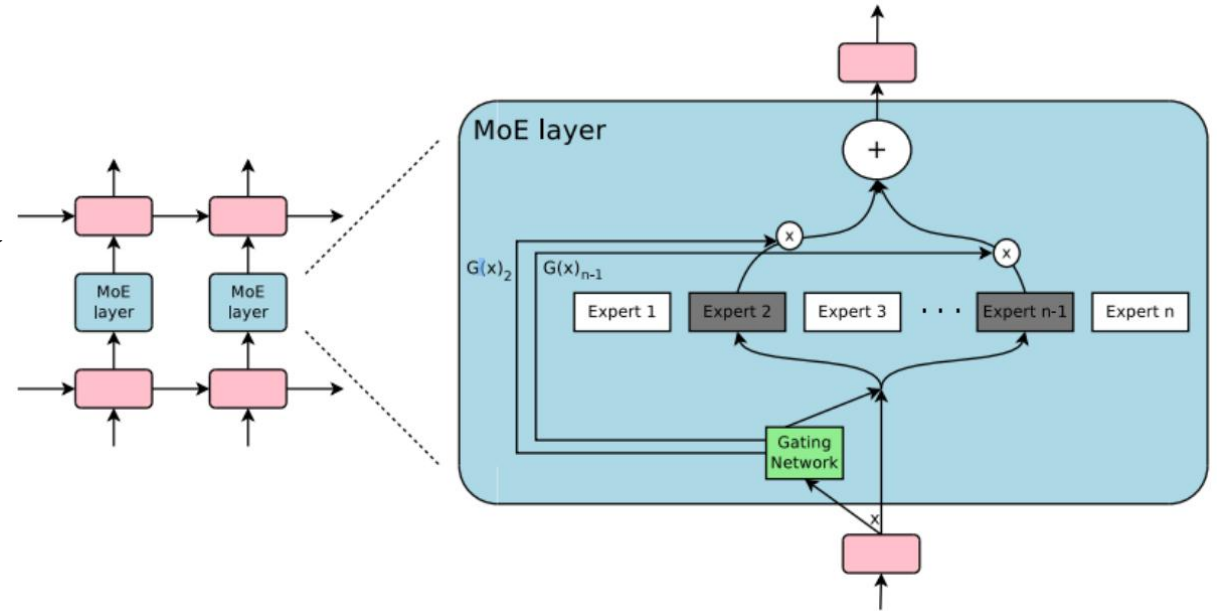 MoE layer
+
x
x
G(x)2
G(x)n-1
MoE
layer
MoE
layer
Expert 1
Expert 2
Expert 3
. . .
Expert n-1
Expert n
Gating
Network
x